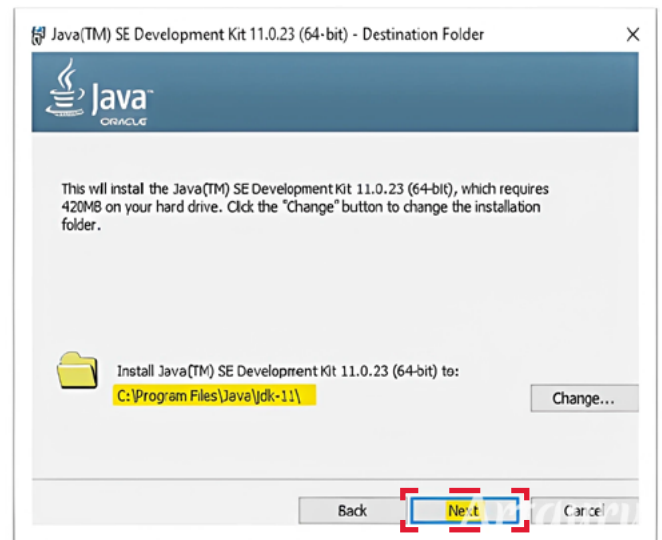 Java(TM) SE Development Kit 11.0.23 (64-bit) - Destination Folder
Java
ORACLE
This will instal the Java(TM) SE Development Kit 11.0.23 (64-bit), which requires
420MB on your hard drive. Click the "Change" button to change the installation
folder.
Install Java(TM) SE Development Kit 11.0.23 (64-bit) to:
C:\Program Files\Java\jdk-11\
Change...
Back Next Cancel